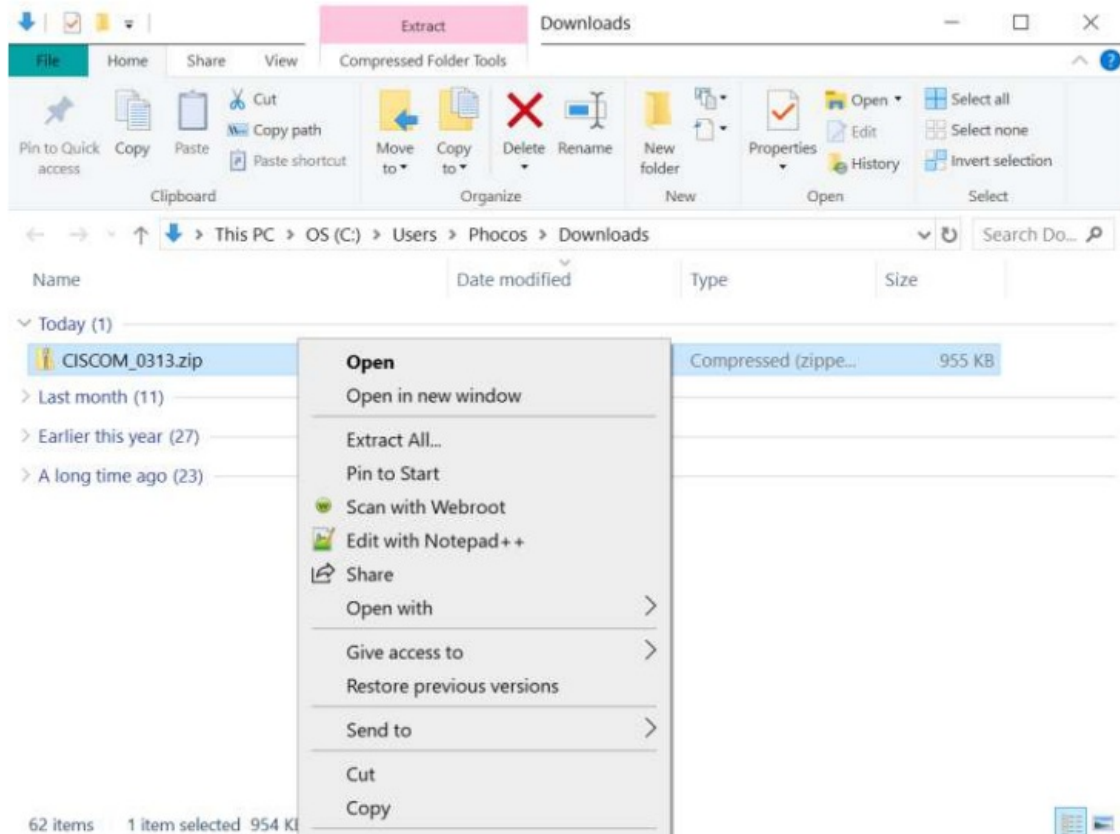 Extract Downloads
File Home Share View Compressed Folder Tools
Pin to Quick access
Copy
Paste
Cut
Copy path
Paste shortcut
Move to
Copy to
Delete
Rename
New folder
Properties
Open
Edit
History
Select all
Select none
Invert selection
Clipboard Organize New Open Select
This PC > OS (C:) > Users > Phocos > Downloads
Search Do...
Name Date modified Type Size
Today (1)
CISCOM_0313.zip Compressed (zippe... 955 KB
Last month (11)
Earlier this year (27)
A long time ago (23)
Open
Open in new window
Extract All...
Pin to Start
Scan with Webroot
Edit with Notepad++
Share
Open with
Give access to
Restore previous versions
Send to
Cut
Copy
62 items 1 item selected 954 K